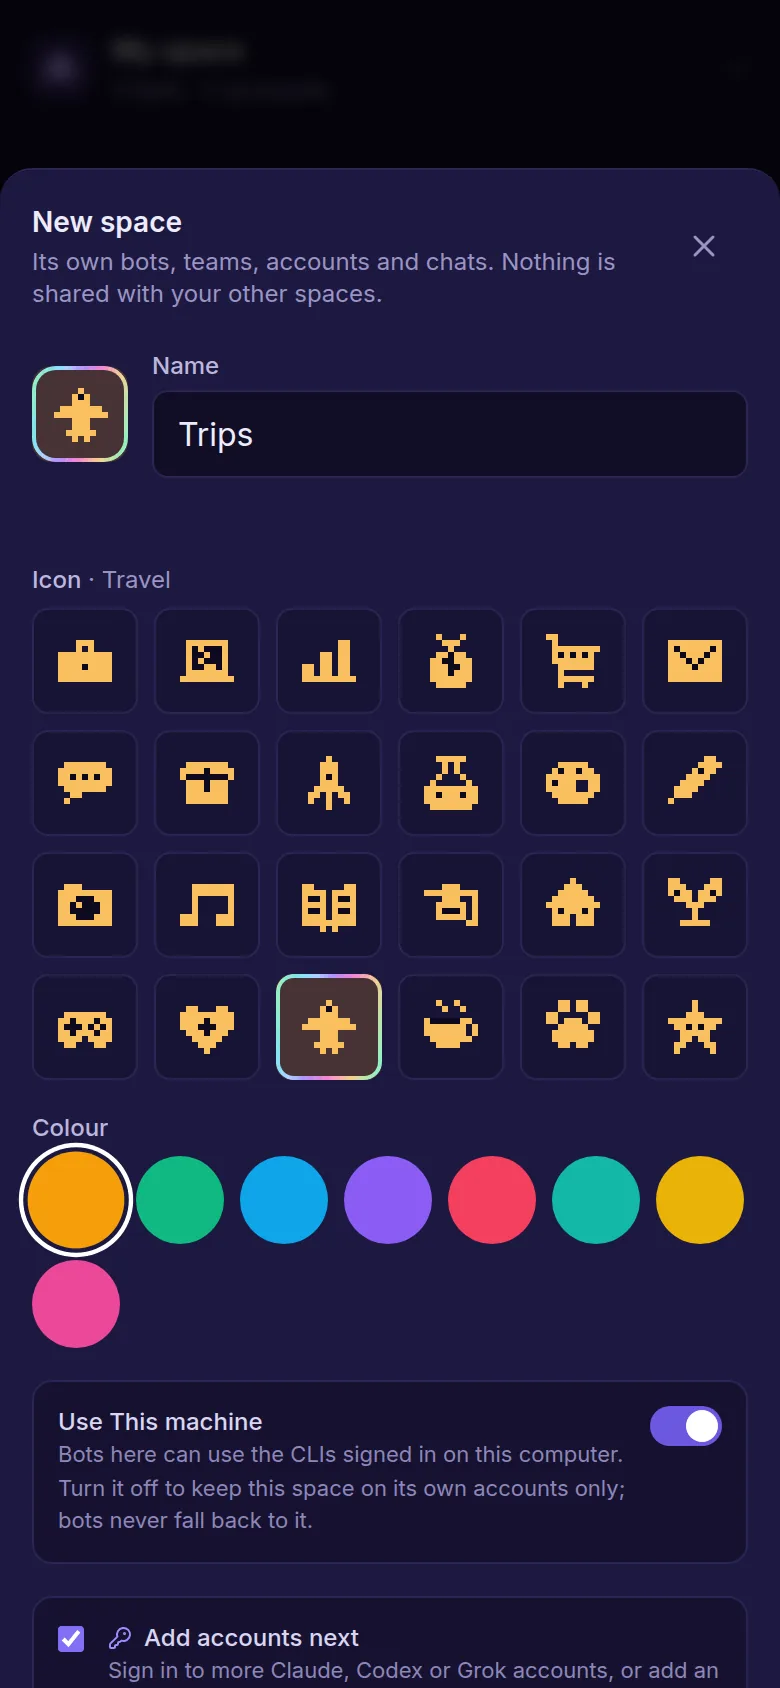 New space
Its own bots, teams, accounts and chats. Nothing is
shared with your other spaces.
Name
Trips
Icon · Travel
Colour
Use This machine
Bots here can use the CLIs signed in on this computer.
Turn it off to keep this space on its own accounts only;
bots never fall back to it.
Add accounts next
Sign in to more Claude, Codex or Grok accounts, or add an